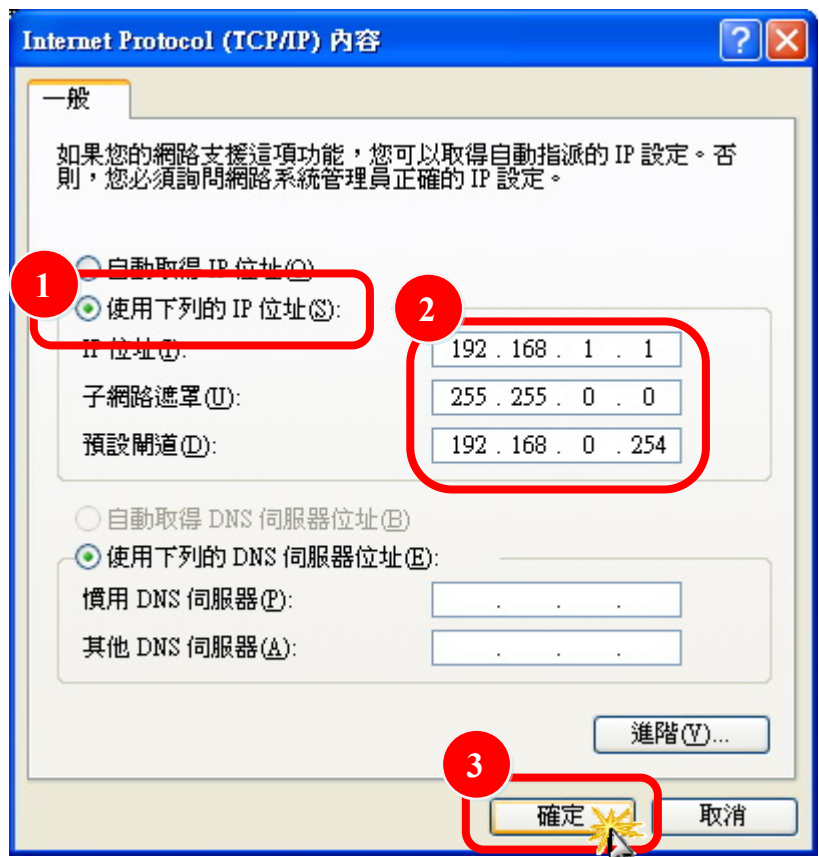 Internet Protocol (TCP/IP) 內容
一般
如果您的網路支援這項功能，您可以取得自動指派的 IP 設定。否
則，您必須詢問網路系統管理員正確的 IP 設定。
自動取得 IP 位址(O)
1
使用下列的 IP 位址(S):
2
IP 位址(I):
192 . 168 . 1 . 1
子網路遮罩(U):
255 . 255 . 0 . 0
預設閘道(D):
192 . 168 . 0 . 254
自動取得 DNS 伺服器位址(B)
使用下列的 DNS 伺服器位址(E):
慣用 DNS 伺服器(P):
. . .
其他 DNS 伺服器(A):
. . .
進階(V)...
3
確定
取消